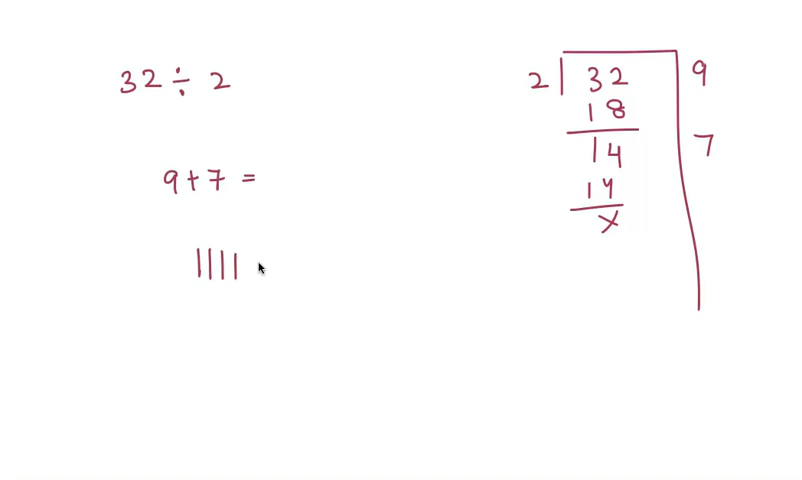 32 ÷ 2
9 + 7 =
||||
2 | 32 | 9
18
14 | 7
14
x